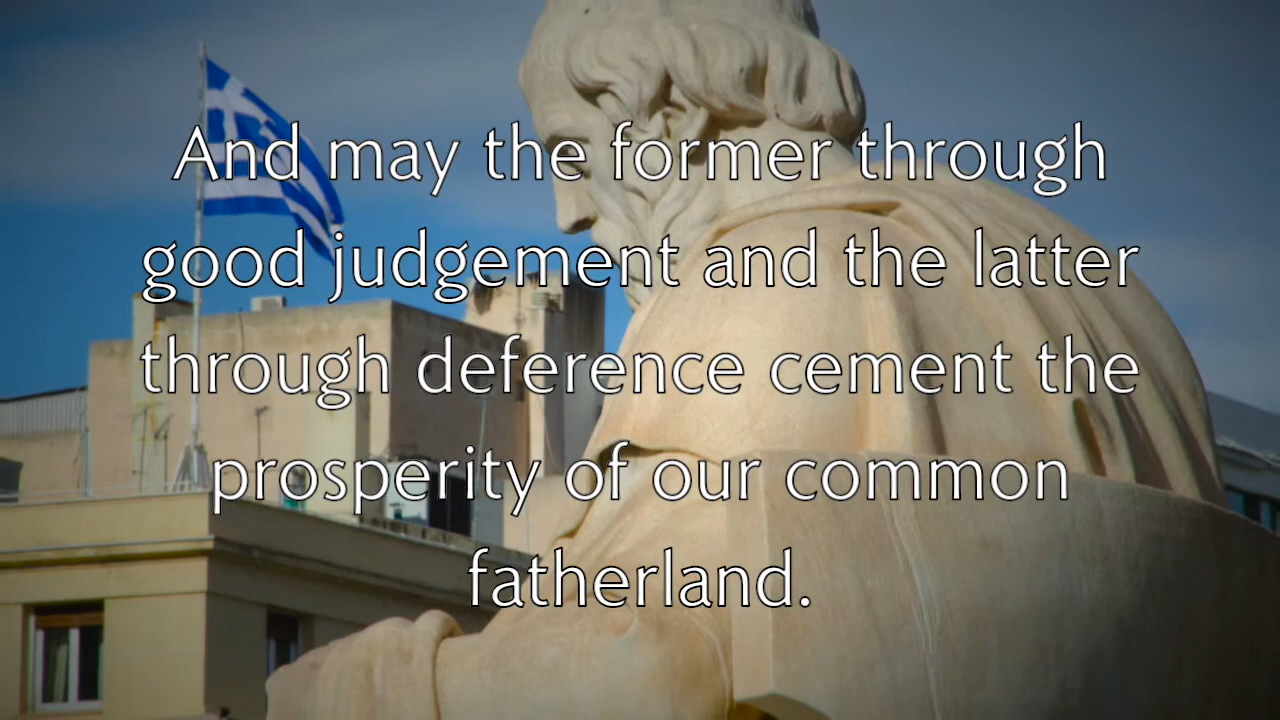 And may the former through
good judgement and the latter
through deference cement the
prosperity of our common
fatherland.